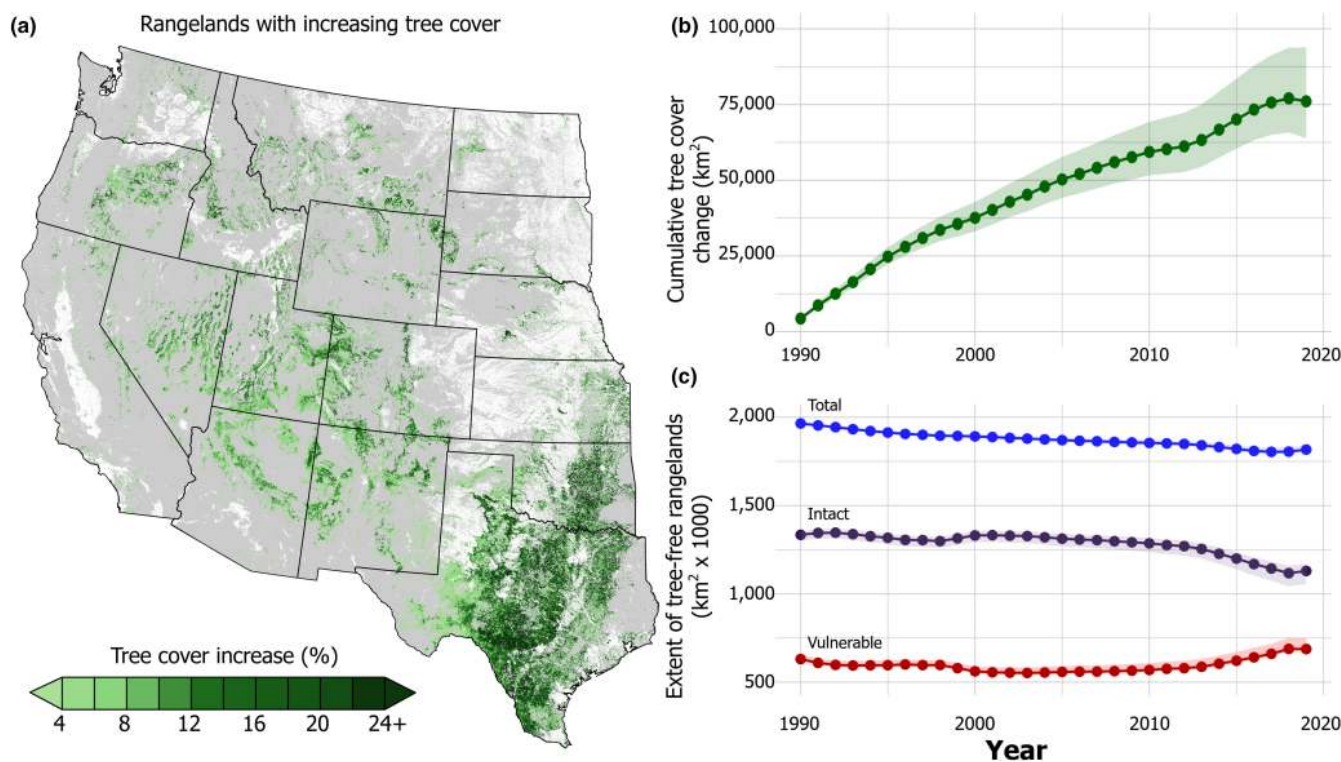 (a)
Rangelands with increasing tree cover
Tree cover increase (%)
4 8 12 16 20 24+
(b)
Cumulative tree cover
change (km²)
100,000
75,000
50,000
25,000
0
1990 2000 2010 2020
(c)
Extent of tree-free rangelands
(km² x 1000)
2,000
1,500
1,000
500
Total
Intact
Vulnerable
1990 2000 2010 2020
Year